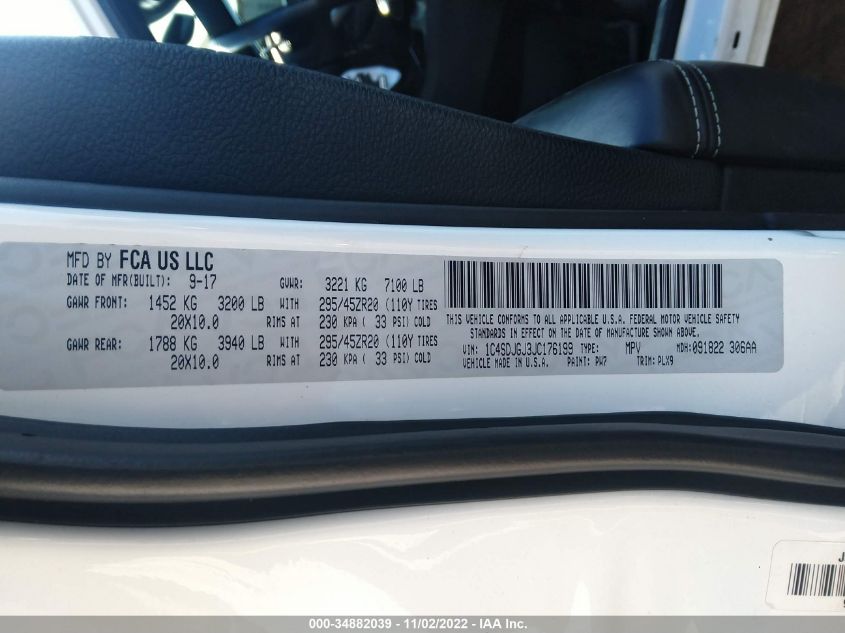 MFD BY FCA US LLC
DATE OF MFR(BUILT): 9-17 GVWR: 3221 KG 7100 LB
GAWR FRONT: 1452 KG 3200 LB WITH 295/45ZR20 (110Y TIRES
20X10.0 RIMS AT 230 KPA ( 33 PSI) COLD
GAWR REAR: 1788 KG 3940 LB WITH 295/45ZR20 (110Y TIRES
20X10.0 RIMS AT 230 KPA ( 33 PSI) COLD
THIS VEHICLE CONFORMS TO ALL APPLICABLE U.S.A. FEDERAL MOTOR VEHICLE SAFETY
STANDARDS IN EFFECT ON THE DATE OF MANUFACTURE SHOWN ABOVE.
VIN: 1C4SDJGJ3JC176199 TYPE: MPV MDH: 091822 306AA
VEHICLE MADE IN U.S.A. PAINT: PW7 TRIM: PLX9
J
000-34882039 - 11/02/2022 - IAA Inc.